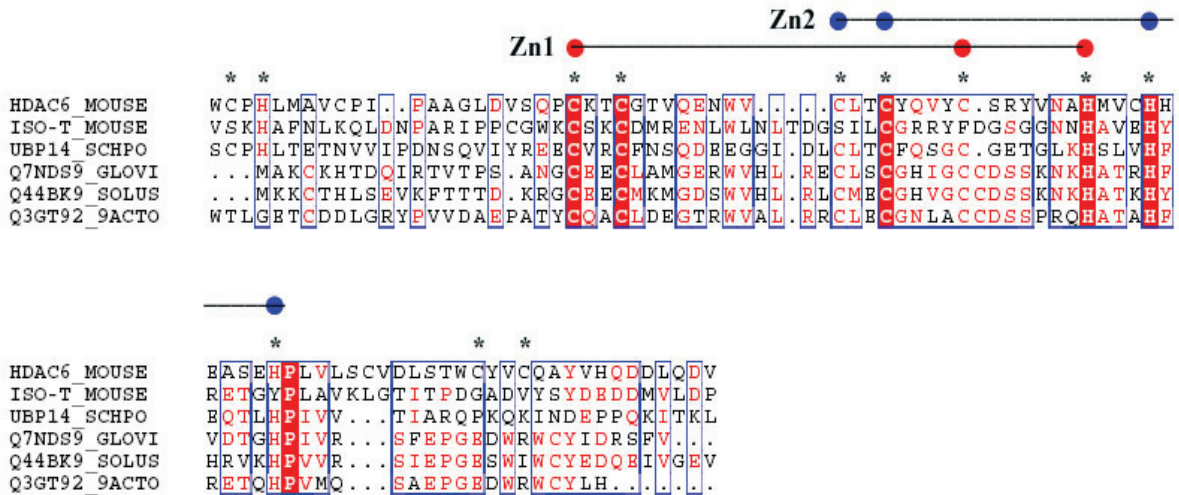 Zn2
Zn1
* * * * * * * * *
HDAC6_MOUSE WCPHLMAVCPI..PAAGLDVSQPCKTCGTVQENWV.....CLTCYQVYC.SRYVNAHMVCHH
ISO-T_MOUSE VSKHAFNLKQLDNPARIPPCGWKCSKCDMRENLWLNLTDGSILCGRRYFDGSGGNNHAVEHY
UBP14_SCHPO SCPHLTETNVVIPDNSQVIYREECVRCFNSQDEEGGI.DLCLTCFQSGC.GETGLKHSLVHF
Q7NDS9_GLOVI ...MAKCKHTDQIRTVTPS.ANGCEECLAMGERWVHL.RECLSCGHIGCCDSSKNKHATRHF
Q44BK9_SOLUS ...MKKCTHLSEVKFTTTD.KRGCEECMKMGDSWVHL.RLCMECGHVGCCDSSKNKHATKHY
Q3GT92_9ACTO WTLGETCDDLGRYPVVDAEPATYCQACLDEGTRWVAL.RRCLECGNLACCDSSPRQHATAHF
* * *
HDAC6_MOUSE EASEHPLVLSCVDLSTWCYVCQAYVHQDDLQDV
ISO-T_MOUSE RETGYPLAVKLGTITPDGADVYSYDEDDMVLDP
UBP14_SCHPO EQTLHPIVV...TIARQPKQKINDEPPQKITKL
Q7NDS9_GLOVI VDTGHPIVR...SFEPGEDWRWCYIDRSFV...
Q44BK9_SOLUS HRVKHPVVR...SIEPGESWIWCYEDQEIVGEV
Q3GT92_9ACTO RETQHPVMQ...SAEPGEDWRWCYLH.......